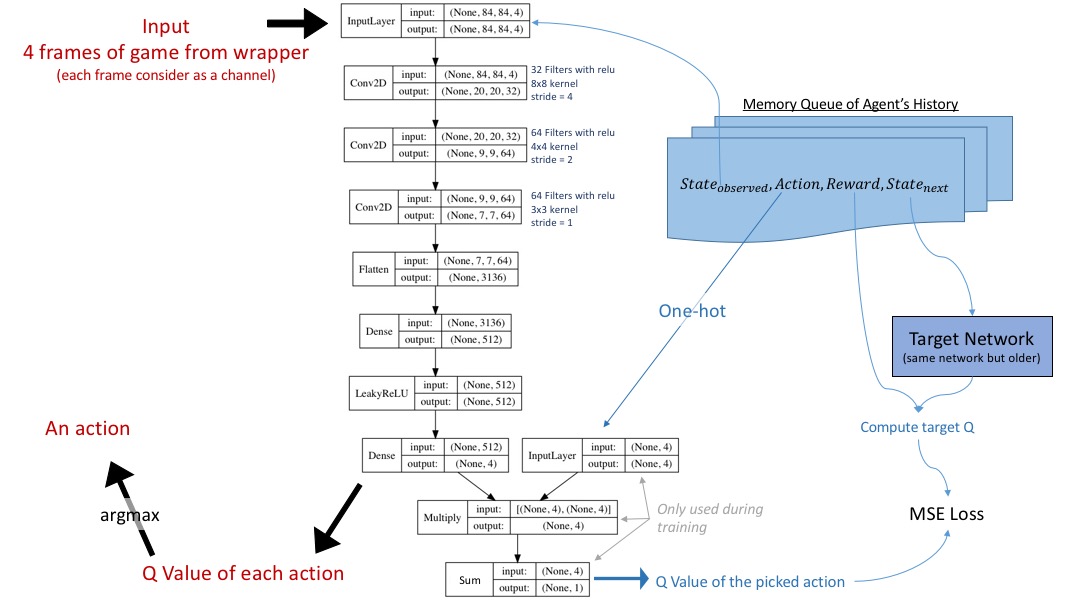 Input
4 frames of game from wrapper
(each frame consider as a channel)
InputLayer
input: (None, 84, 84, 4)
output: (None, 84, 84, 4)
Conv2D
input: (None, 84, 84, 4)
output: (None, 20, 20, 32)
32 Filters with relu
8x8 kernel
stride = 4
Conv2D
input: (None, 20, 20, 32)
output: (None, 9, 9, 64)
64 Filters with relu
4x4 kernel
stride = 2
Conv2D
input: (None, 9, 9, 64)
output: (None, 7, 7, 64)
64 Filters with relu
3x3 kernel
stride = 1
Flatten
input: (None, 7, 7, 64)
output: (None, 3136)
Dense
input: (None, 3136)
output: (None, 512)
LeakyReLU
input: (None, 512)
output: (None, 512)
Dense
input: (None, 512)
output: (None, 4)
InputLayer
input: (None, 4)
output: (None, 4)
Multiply
input: [(None, 4), (None, 4)]
output: (None, 4)
Sum
input: (None, 4)
output: (None, 1)
Memory Queue of Agent's History
State observed, Action, Reward, State next
One-hot
Target Network
(same network but older)
Compute target Q
MSE Loss
Only used during
training
Q Value of the picked action
An action
argmax
Q Value of each action